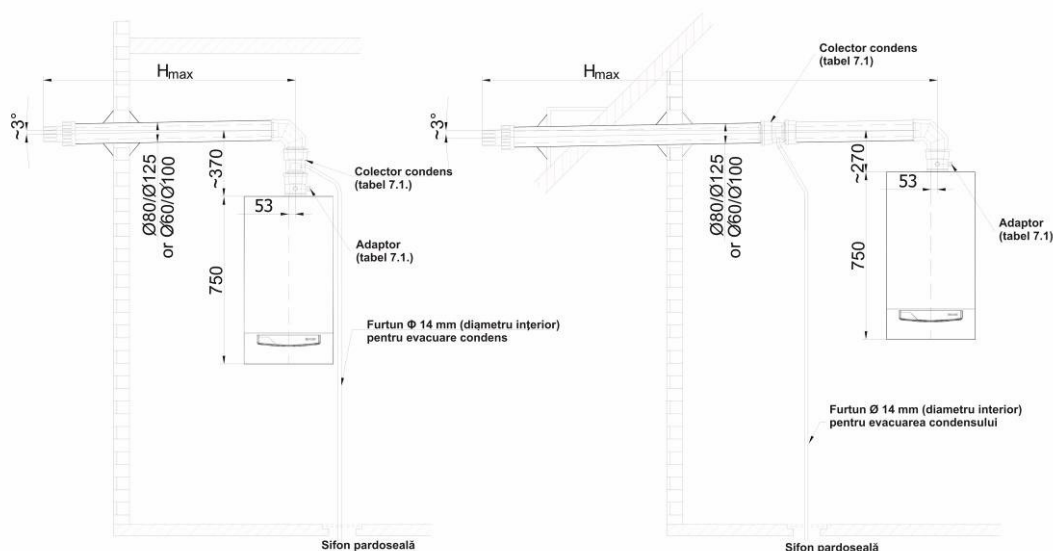 Hmax
~3°
Ø80/Ø125
or Ø60/Ø100
~370
Colector condens
(tabel 7.1.)
53
Adaptor
(tabel 7.1.)
750
Furtun Φ 14 mm (diametru interior)
pentru evacuare condens
Sifon pardoseală
Colector condens
(tabel 7.1)
Hmax
~3°
Ø80/Ø125
or Ø60/Ø100
~270
53
Adaptor
(tabel 7.1)
750
Furtun Ø 14 mm (diametru interior)
pentru evacuarea condensului
Sifon pardoseală